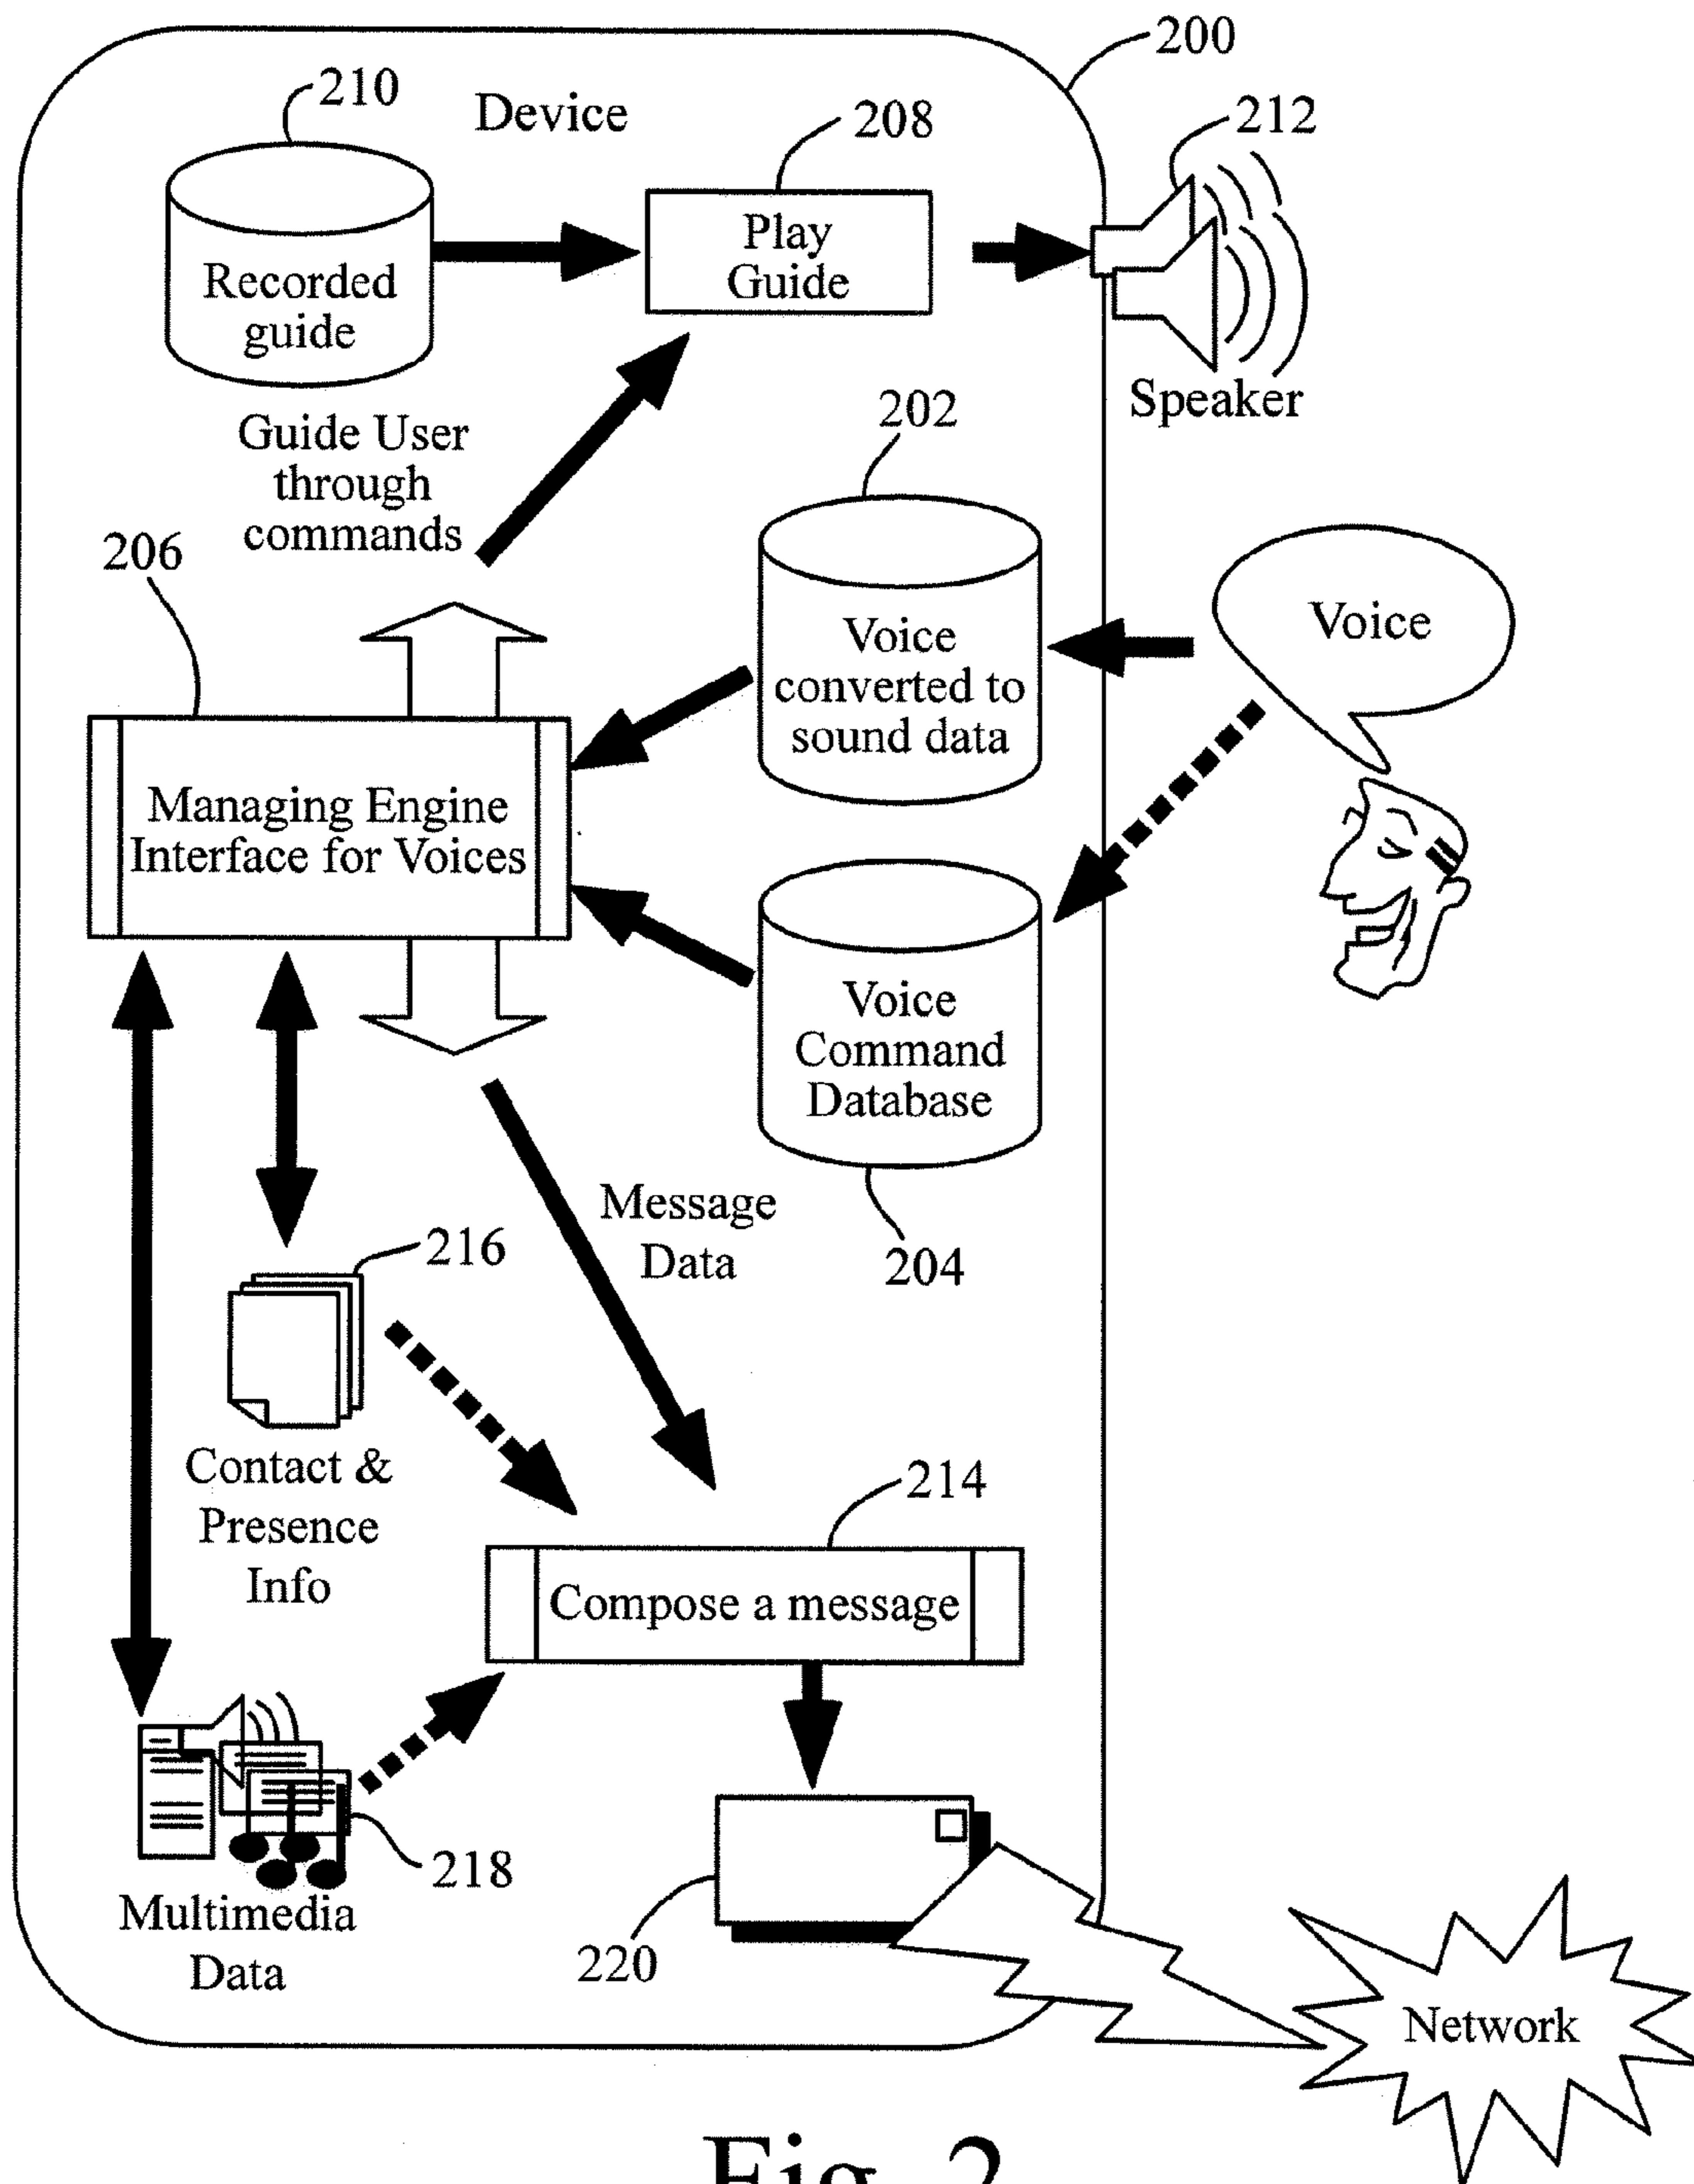 200
210
Device
208
212
Play
Guide
Recorded
guide
Speaker
202
Guide User
through
commands
206
Voice
Voice
converted to
sound data
Managing Engine
Interface for Voices
Voice
Command
Database
Message
Data
204
216
Contact &
Presence
Info
214
Compose a message
218
Multimedia
Data
220
Network
Fig. 2